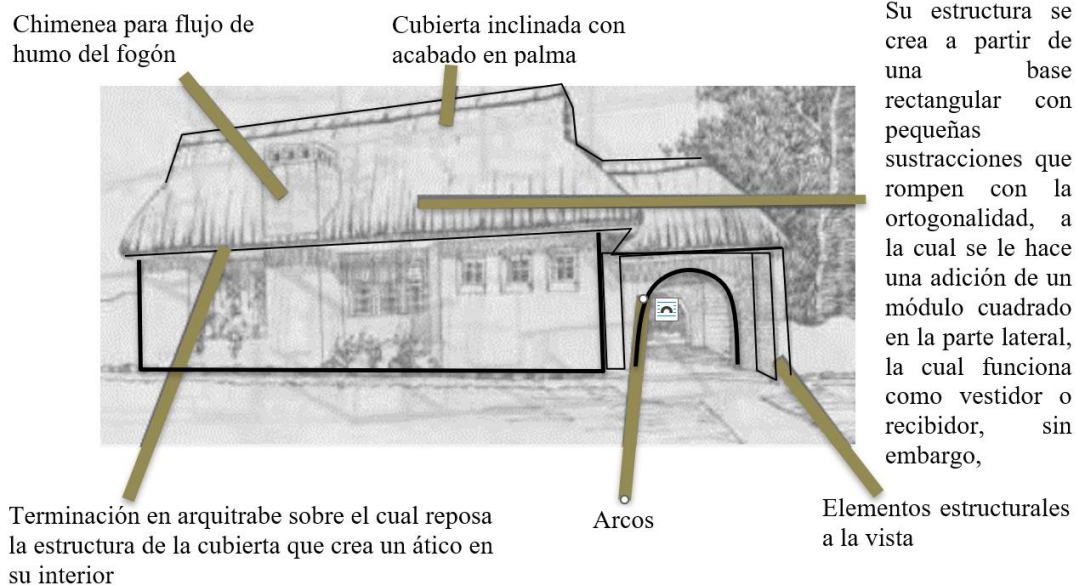 Chimenea para flujo de
humo del fogón
Cubierta inclinada con
acabado en palma
Su estructura se
crea a partir de
una base
rectangular con
pequeñas
sustracciones que
rompen con la
ortogonalidad, a
la cual se le hace
una adición de un
módulo cuadrado
en la parte lateral,
la cual funciona
como vestidor o
recibidor, sin
embargo,
Terminación en arquitrabe sobre el cual reposa
la estructura de la cubierta que crea un ático en
su interior
Arcos
Elementos estructurales
a la vista